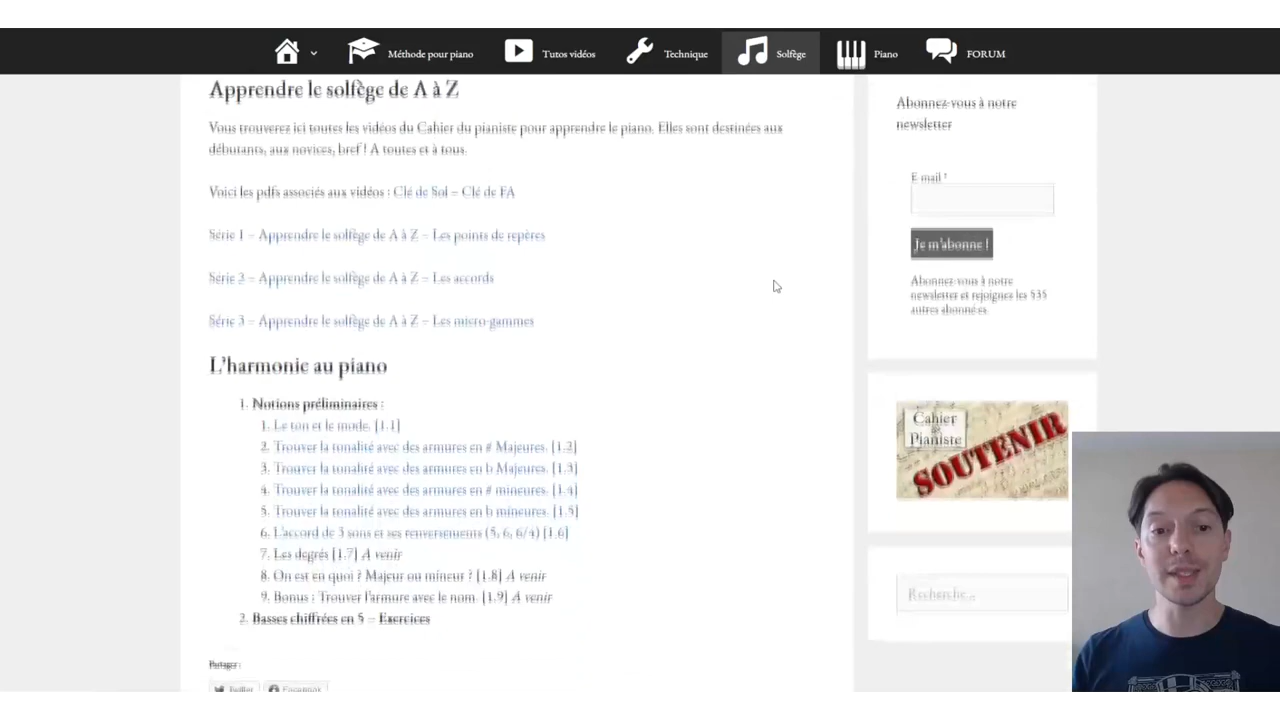 Méthode pour piano
Tutos vidéos
Technique
Solfège
Piano
FORUM
Apprendre le solfège de A à Z
Vous trouverez ici toutes les vidéos du Cahier du pianiste pour apprendre le piano. Elles sont destinées aux
débutants, aux novices, bref ! A toutes et à tous.
Voici les pdfs associés aux vidéos : Clé de Sol – Clé de FA
Série 1 – Apprendre le solfège de A à Z – Les points de repères
Série 2 – Apprendre le solfège de A à Z – Les accords
Série 3 – Apprendre le solfège de A à Z – Les micro-gammes
L'harmonie au piano
1. Notions préliminaires :
1. Le ton et le mode. [1.1]
2. Trouver la tonalité avec des armures en # Majeures. [1.2]
3. Trouver la tonalité avec des armures en b Majeures. [1.3]
4. Trouver la tonalité avec des armures en # mineures. [1.4]
5. Trouver la tonalité avec des armures en b mineures. [1.5]
6. L'accord de 3 sons et ses renversements (5, 6, 6/4) [1.6]
7. Les degrés [1.7] A venir
8. On est en quoi ? Majeur ou mineur ? [1.8] A venir
9. Bonus : Trouver l'armure avec le nom. [1.9] A venir
2. Basses chiffrées en 5 – Exercices
Partager :
Twitter
Facebook
Abonnez-vous à notre
newsletter
E-mail *
Je m'abonne !
Abonnez-vous à notre
newsletter et rejoignez les 535
autres abonnés.
Cahier
Pianiste
SOUTENIR
Recherche…